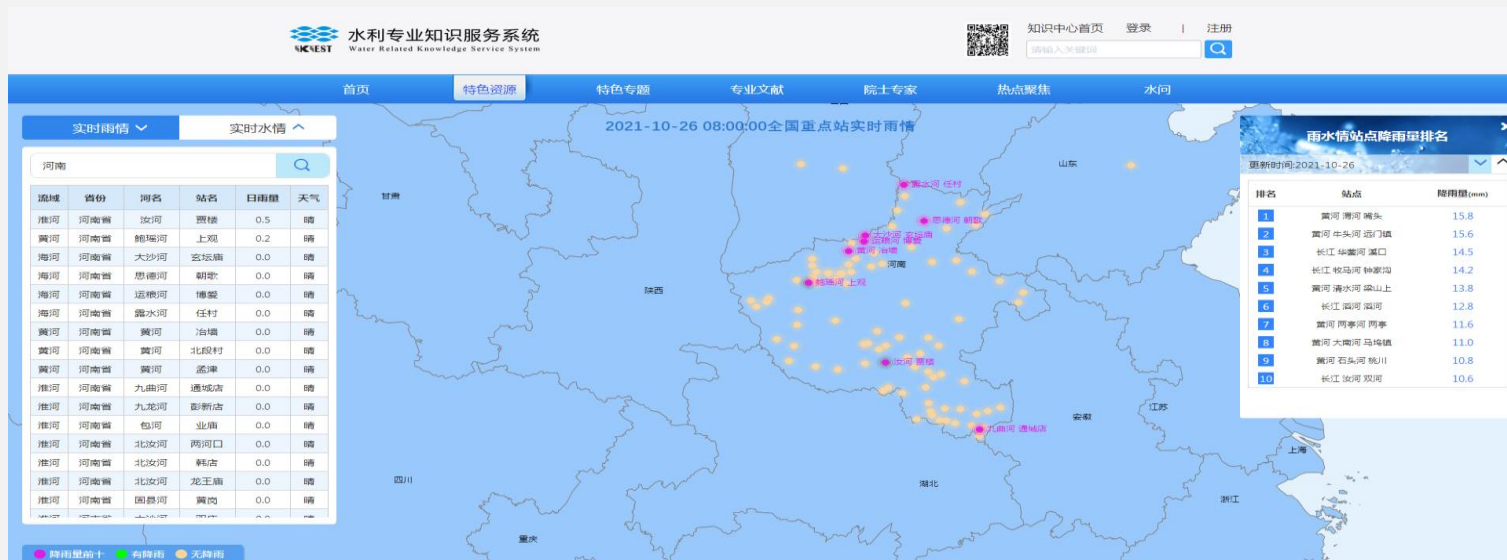 水利专业知识服务系统
IKCEST Water Related Knowledge Service System
知识中心首页 登录 | 注册
请输入关键词
首页 特色资源 特色专题 专业文献 院士专家 热点聚焦 水问
实时雨情 实时水情
2021-10-26 08:00:00全国重点站实时雨情
河南
流域 省份 河名 站名 日雨量 天气
淮河 河南省 汝河 贾楼 0.5 晴
黄河 河南省 鲍瑶河 上观 0.2 晴
海河 河南省 大沙河 玄坛庙 0.0 晴
海河 河南省 思德河 朝歌 0.0 晴
海河 河南省 运粮河 博爱 0.0 晴
海河 河南省 露水河 任村 0.0 晴
黄河 河南省 黄河 冶墙 0.0 晴
黄河 河南省 黄河 北段村 0.0 晴
黄河 河南省 黄河 孟津 0.0 晴
淮河 河南省 九曲河 通城店 0.0 晴
淮河 河南省 九龙河 彭新店 0.0 晴
淮河 河南省 包河 业庙 0.0 晴
淮河 河南省 北汝河 两河口 0.0 晴
淮河 河南省 北汝河 韩店 0.0 晴
淮河 河南省 北汝河 龙王庙 0.0 晴
淮河 河南省 固县河 黄岗 0.0 晴
降雨量前十 有降雨 无降雨
甘肃
陕西
四川
重庆
湖北
河南
山东
安徽
江苏
上海
浙江
露水河 任村
思德河 朝歌
大沙河 玄坛庙
运粮河 博爱
黄河 冶墙
鲍瑶河 上观
汝河 贾楼
九曲河 通城店
雨水情站点降雨量排名
更新时间:2021-10-26
排名 站点 降雨量(mm)
1 黄河 渭河 嘴头 15.8
2 黄河 牛头河 远门镇 15.6
3 长江 华蓥河 溪口 14.5
4 长江 牧马河 钟家沟 14.2
5 黄河 清水河 梁山上 13.8
6 长江 滔河 滔河 12.8
7 黄河 两亭河 两亭 11.6
8 黄河 大南河 马坞镇 11.0
9 黄河 石头河 桃川 10.8
10 长江 汝河 双河 10.6